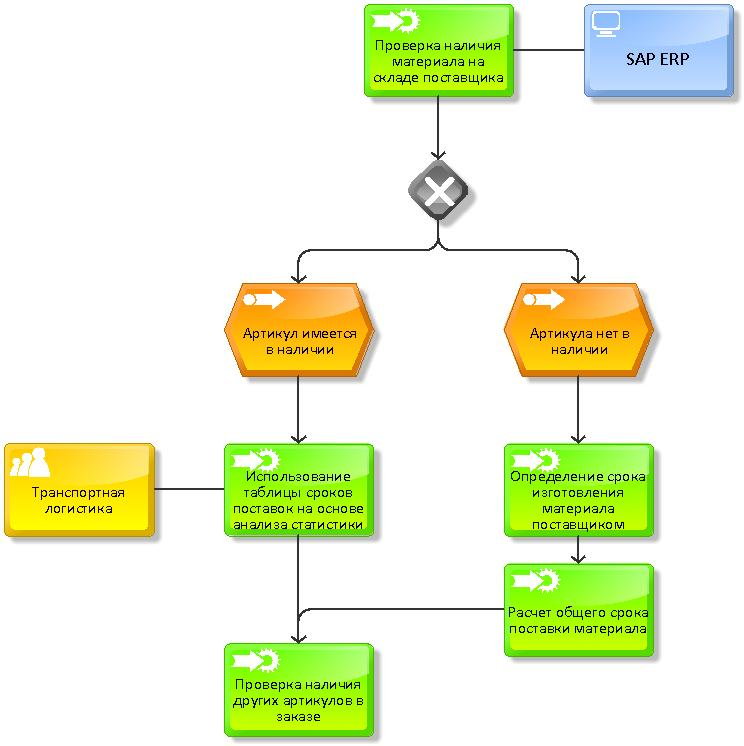 Проверка наличия
материала на
складе поставщика
SAP ERP
Артикул имеется
в наличии
Артикула нет в
наличии
Транспортная
логистика
Использование
таблицы сроков
поставок на основе
анализа статистики
Определение срока
изготовления
материала
поставщиком
Расчет общего срока
поставки материала
Проверка наличия
других артикулов в
заказе